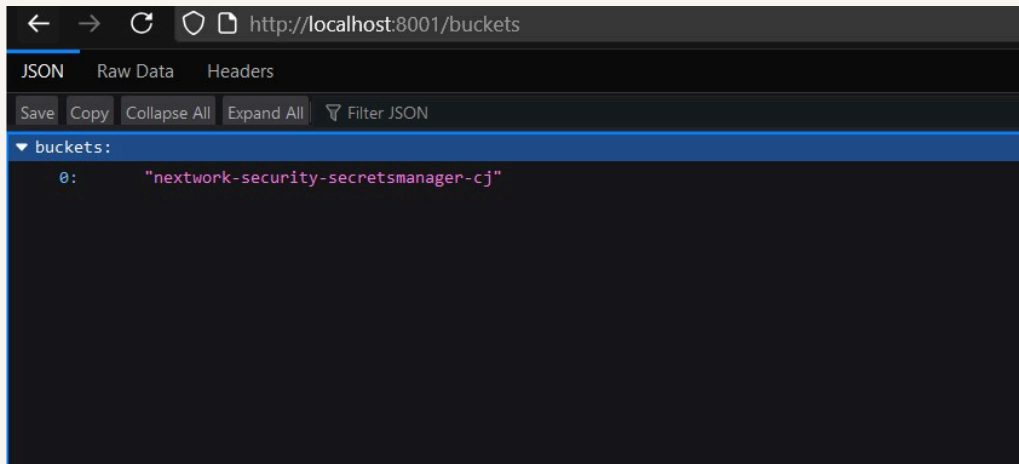 http://localhost:8001/buckets
JSON Raw Data Headers
Save Copy Collapse All Expand All Filter JSON
buckets:
0: "nextwork-security-secretsmanager-cj"